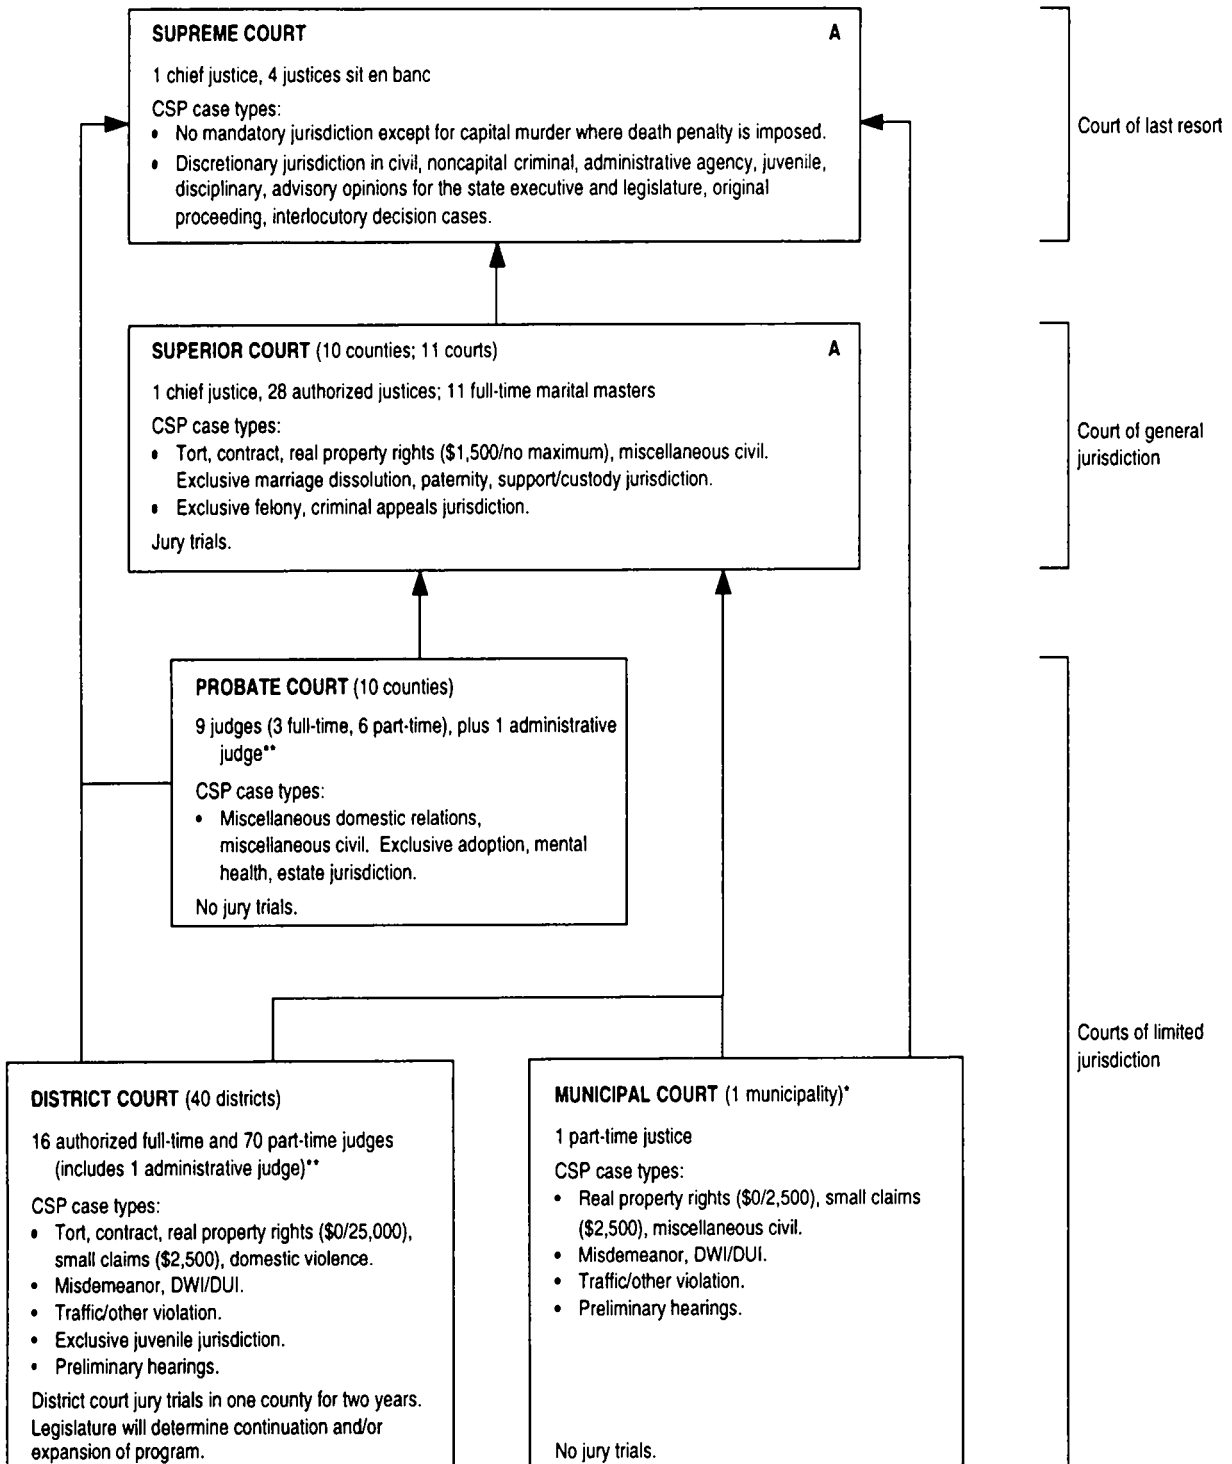 SUPREME COURT A
1 chief justice, 4 justices sit en banc
CSP case types:
• No mandatory jurisdiction except for capital murder where death penalty is imposed.
• Discretionary jurisdiction in civil, noncapital criminal, administrative agency, juvenile,
disciplinary, advisory opinions for the state executive and legislature, original
proceeding, interlocutory decision cases.
Court of last resort
SUPERIOR COURT (10 counties; 11 courts) A
1 chief justice, 28 authorized justices; 11 full-time marital masters
CSP case types:
• Tort, contract, real property rights ($1,500/no maximum), miscellaneous civil.
Exclusive marriage dissolution, paternity, support/custody jurisdiction.
• Exclusive felony, criminal appeals jurisdiction.
Jury trials.
Court of general
jurisdiction
PROBATE COURT (10 counties)
9 judges (3 full-time, 6 part-time), plus 1 administrative
judge**
CSP case types:
• Miscellaneous domestic relations,
miscellaneous civil. Exclusive adoption, mental
health, estate jurisdiction.
No jury trials.
Courts of limited
jurisdiction
DISTRICT COURT (40 districts)
16 authorized full-time and 70 part-time judges
(includes 1 administrative judge)**
CSP case types:
• Tort, contract, real property rights ($0/25,000),
small claims ($2,500), domestic violence.
• Misdemeanor, DWI/DUI.
• Traffic/other violation.
• Exclusive juvenile jurisdiction.
• Preliminary hearings.
District court jury trials in one county for two years.
Legislature will determine continuation and/or
expansion of program.
MUNICIPAL COURT (1 municipality)*
1 part-time justice
CSP case types:
• Real property rights ($0/2,500), small claims
($2,500), miscellaneous civil.
• Misdemeanor, DWI/DUI.
• Traffic/other violation.
• Preliminary hearings.
No jury trials.